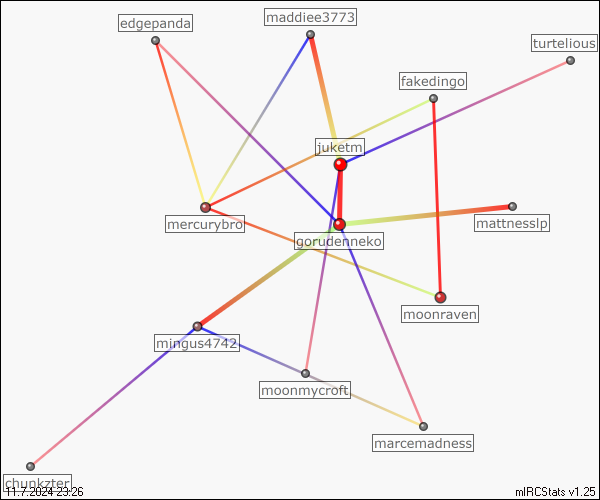 maddiee3773
edgepanda
turtelious
fakedingo
juketm
mercurybro
mattnesslp
gorudenneko
moonraven
mingus4742
moonmycroft
marcemadness
chunkzter
11.7.2024 23:26
mIRCStats v1.25